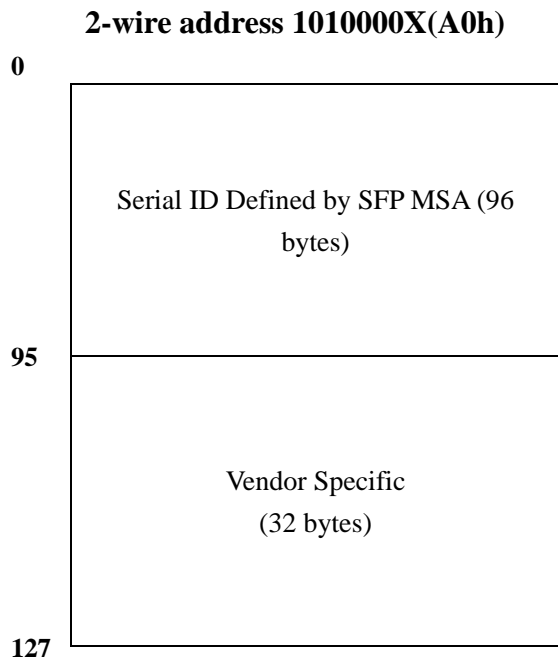 2-wire address 1010000X(A0h)
0
Serial ID Defined by SFP MSA (96
bytes)
95
Vendor Specific
(32 bytes)
127